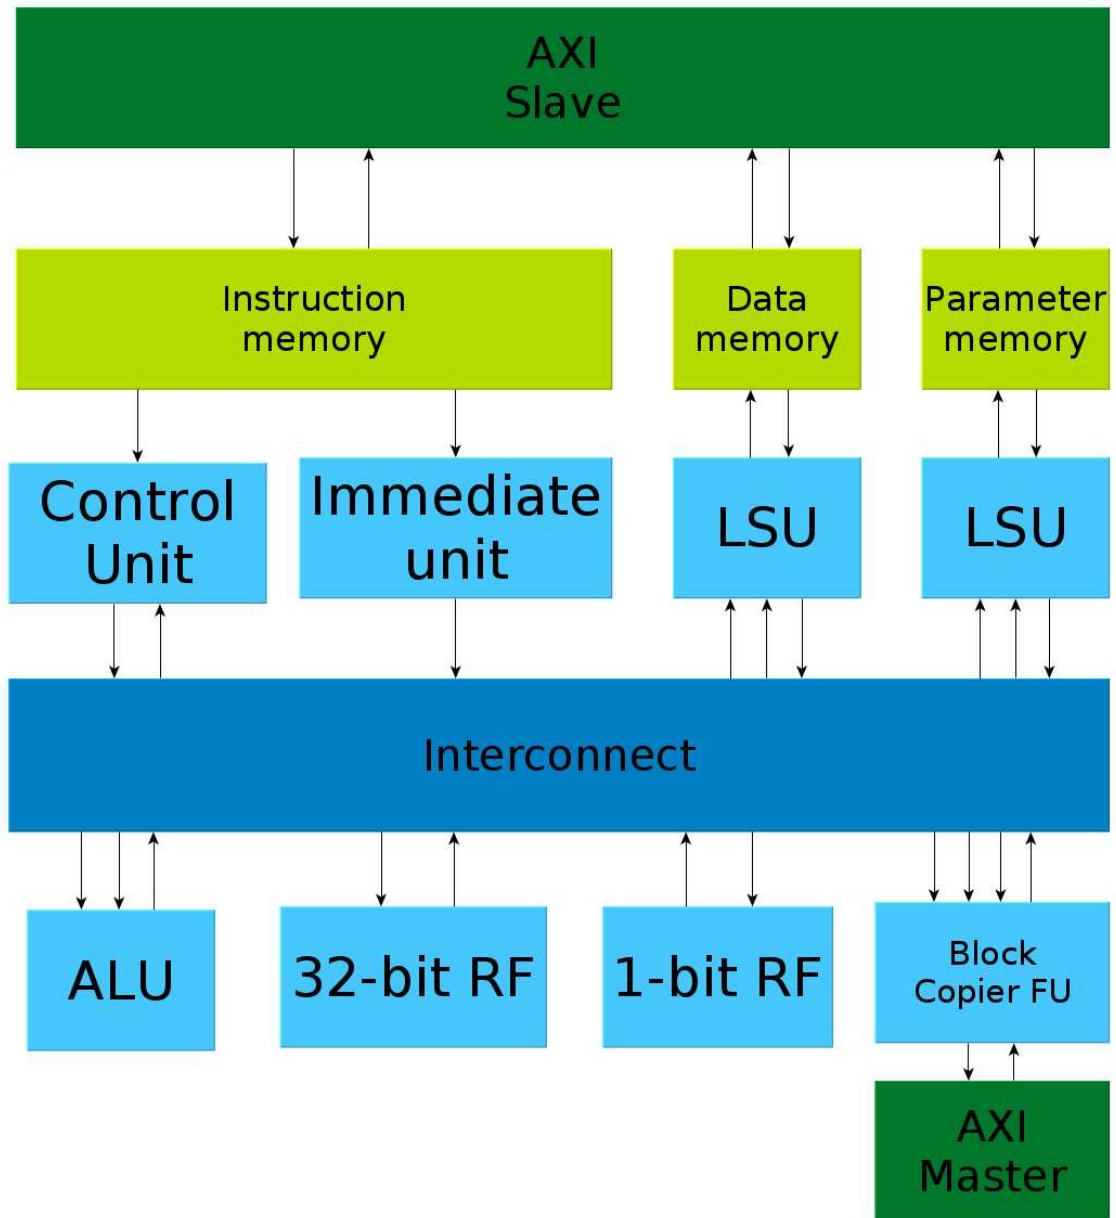 AXI
Slave
Instruction
memory
Data
memory
Parameter
memory
Control
Unit
Immediate
unit
LSU
LSU
Interconnect
ALU
32-bit RF
1-bit RF
Block
Copier FU
AXI
Master